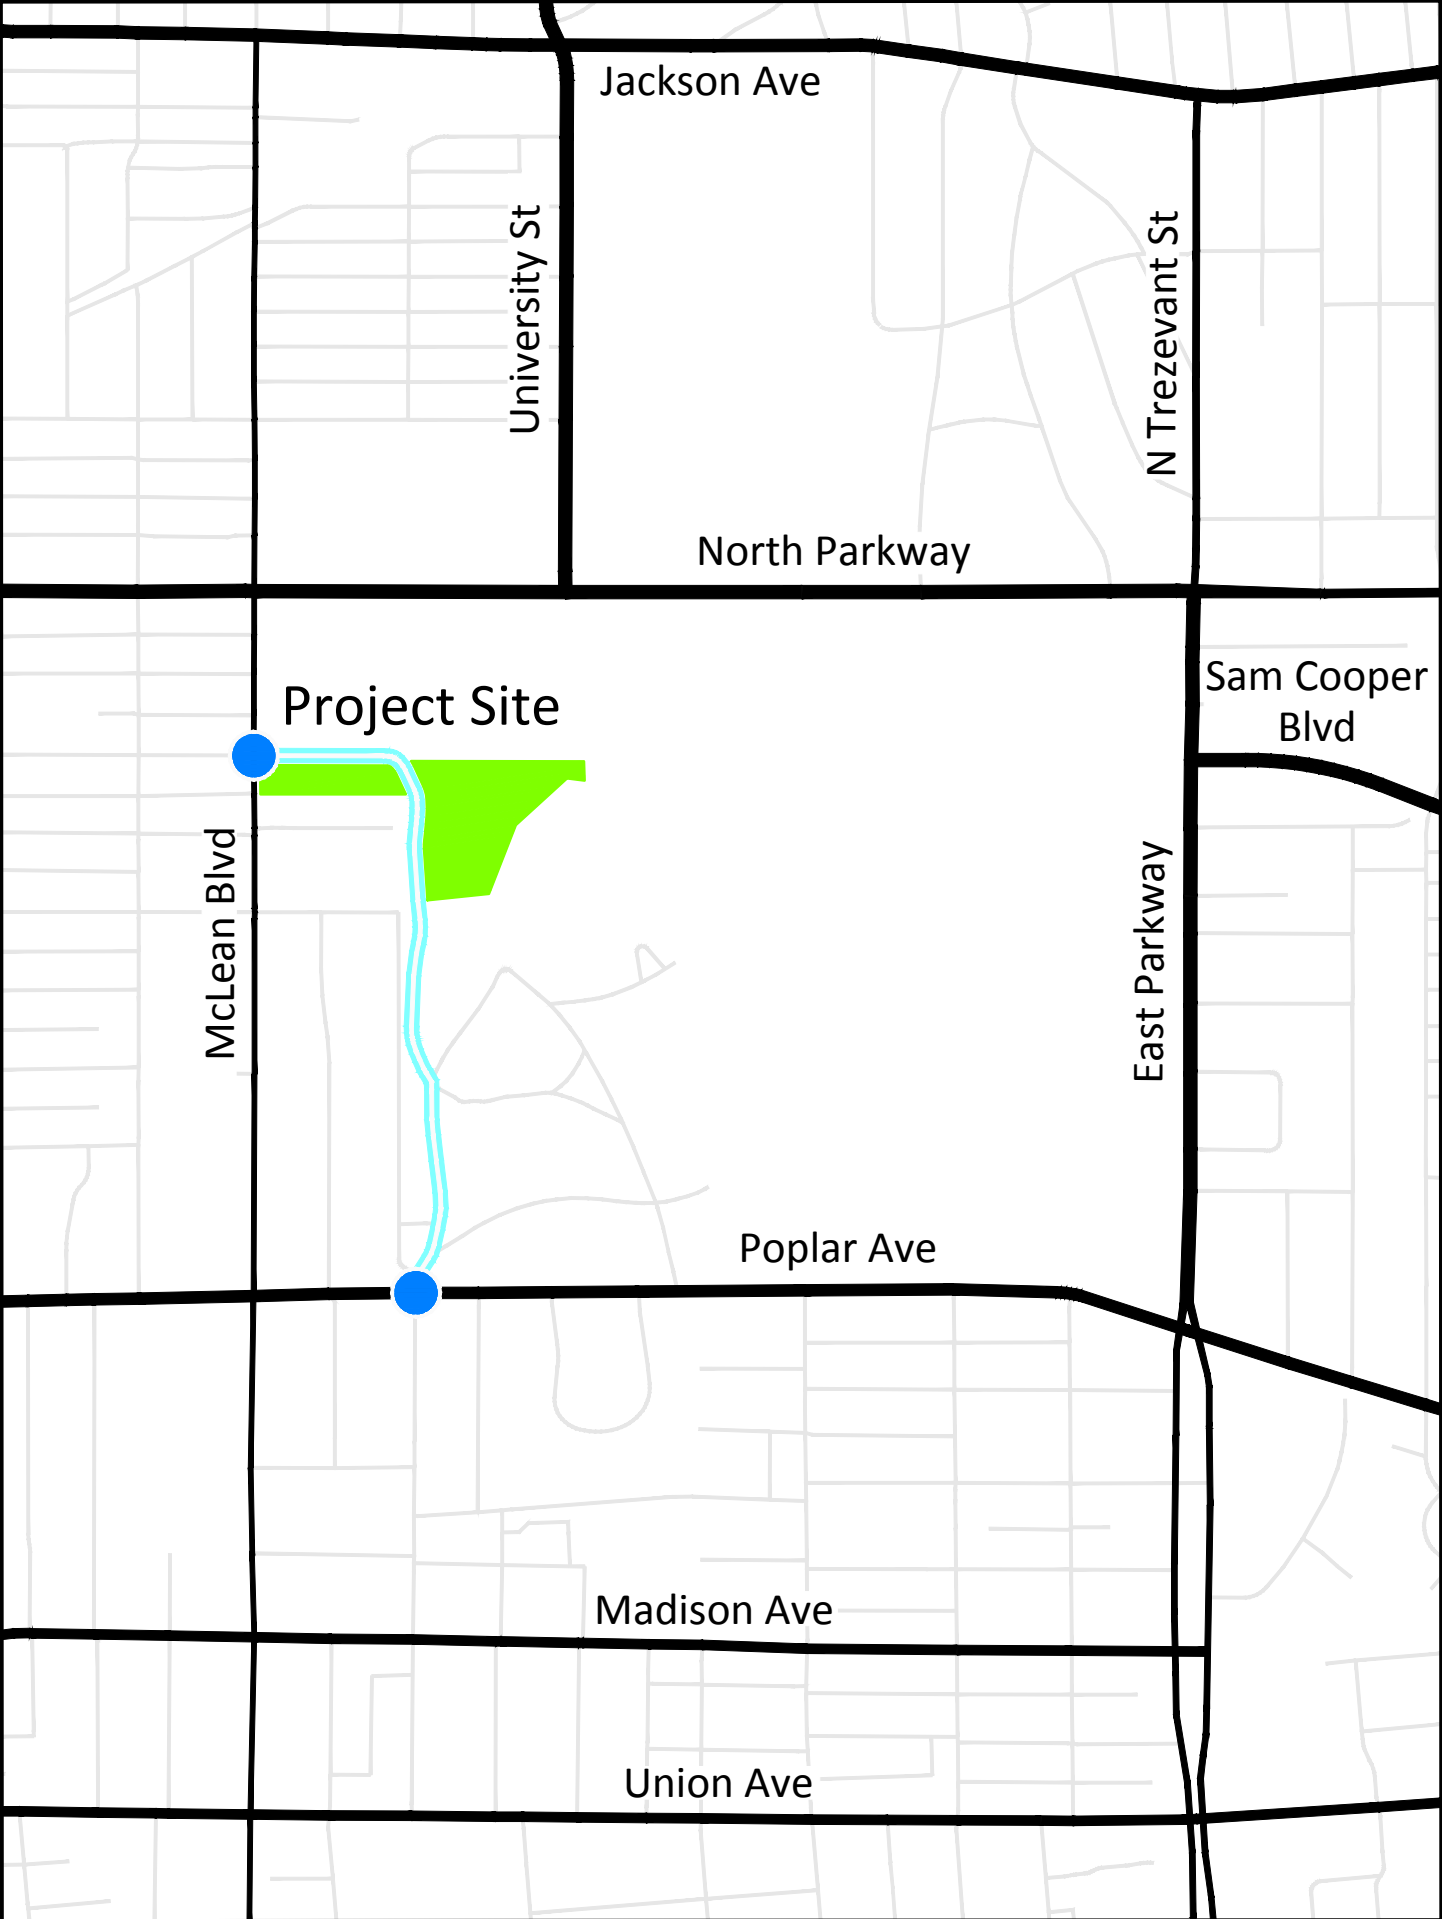 Jackson Ave
University St
N Trezevant St
North Parkway
Sam Cooper
Blvd
Project Site
McLean Blvd
East Parkway
Poplar Ave
Madison Ave
Union Ave